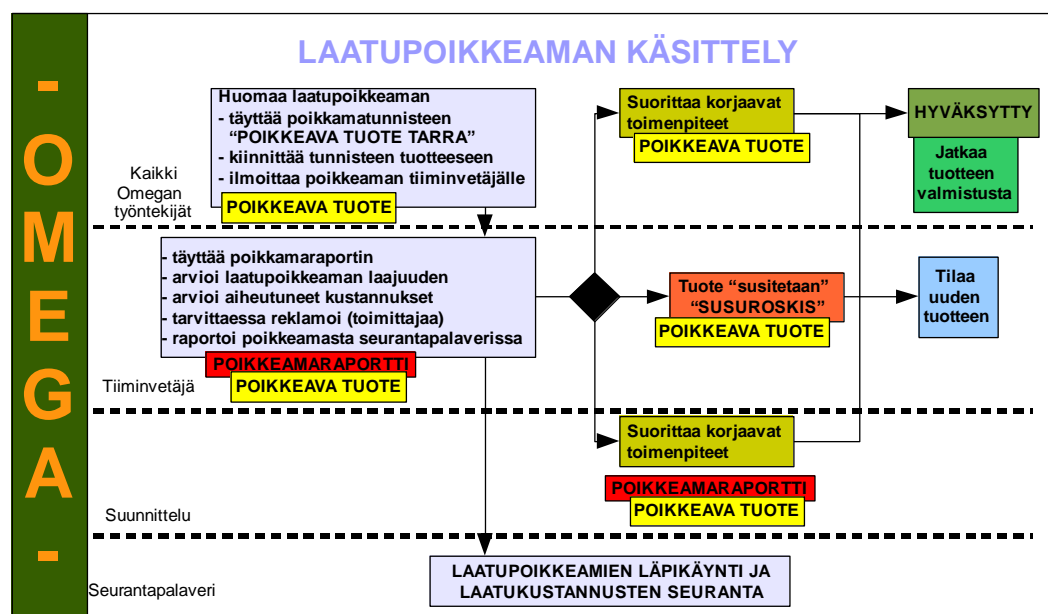 - OMEGA -
LAATUPOIKKEAMAN KÄSITTELY
Huomaa laatupoikkeaman
- täyttää poikkamatunnisteen
“POIKKEAVA TUOTE TARRA”
- kiinnittää tunnisteen tuotteeseen
- ilmoittaa poikkeaman tiiminvetäjälle
POIKKEAVA TUOTE
Suorittaa korjaavat
toimenpiteet
POIKKEAVA TUOTE
HYVÄKSYTTY
Jatkaa
tuotteen
valmistusta
Kaikki
Omegan
työntekijät
- täyttää poikkamaraportin
- arvioi laatupoikkeaman laajuuden
- arvioi aiheutuneet kustannukset
- tarvittaessa reklamoi (toimittajaa)
- raportoi poikkeamasta seurantapalaverissa
POIKKEAMARAPORTTI
POIKKEAVA TUOTE
Tuote “susitetaan”
“SUSUROSKIS”
POIKKEAVA TUOTE
Tilaa
uuden
tuotteen
Tiiminvetäjä
Suorittaa korjaavat
toimenpiteet
POIKKEAMARAPORTTI
POIKKEAVA TUOTE
Suunnittelu
LAATUPOIKKEAMIEN LÄPIKÄYNTI JA
LAATUKUSTANNUSTEN SEURANTA
Seurantapalaveri